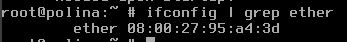 root@polina:~# ifconfig | grep ether
ether 08:00:27:95:a4:3d